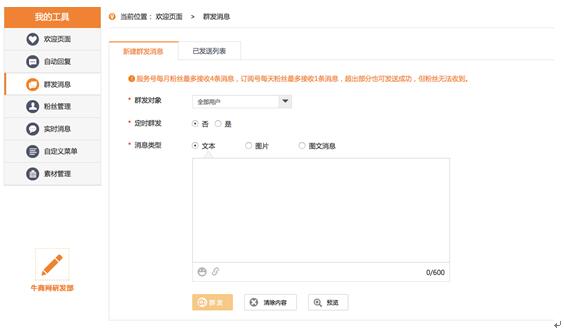 我的工具
欢迎页面
自动回复
群发消息
粉丝管理
实时消息
自定义菜单
素材管理
牛商网研发部
当前位置： 欢迎页面 > 群发消息
新建群发消息 已发送列表
服务号每月粉丝最多接收4条消息，订阅号每天粉丝最多接收1条消息，超出部分也可发送成功，但粉丝无法收到。
* 群发对象 全部用户
* 定时群发 否 是
* 消息类型 文本 图片 图文消息
0/600
群发 清除内容 预览